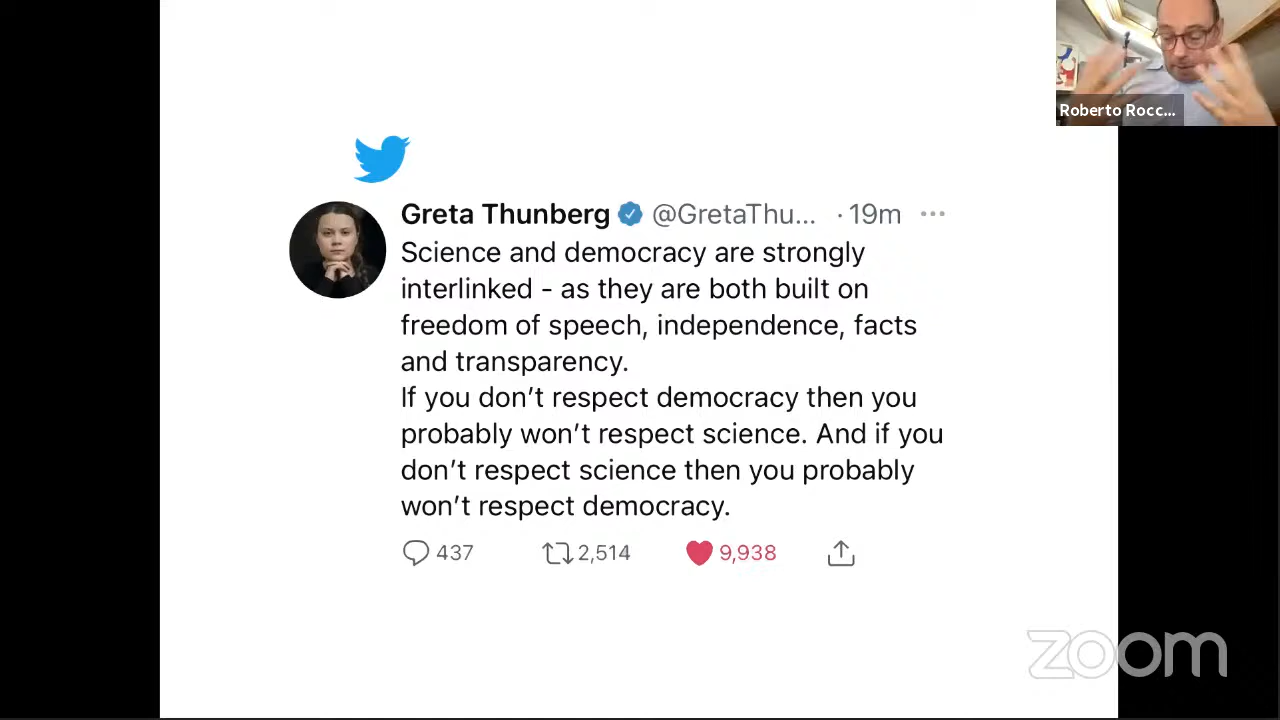 Roberto Rocc...
Greta Thunberg @GretaThu... · 19m ...
Science and democracy are strongly
interlinked - as they are both built on
freedom of speech, independence, facts
and transparency.
If you don’t respect democracy then you
probably won’t respect science. And if you
don’t respect science then you probably
won’t respect democracy.
437 2,514 9,938
zoom